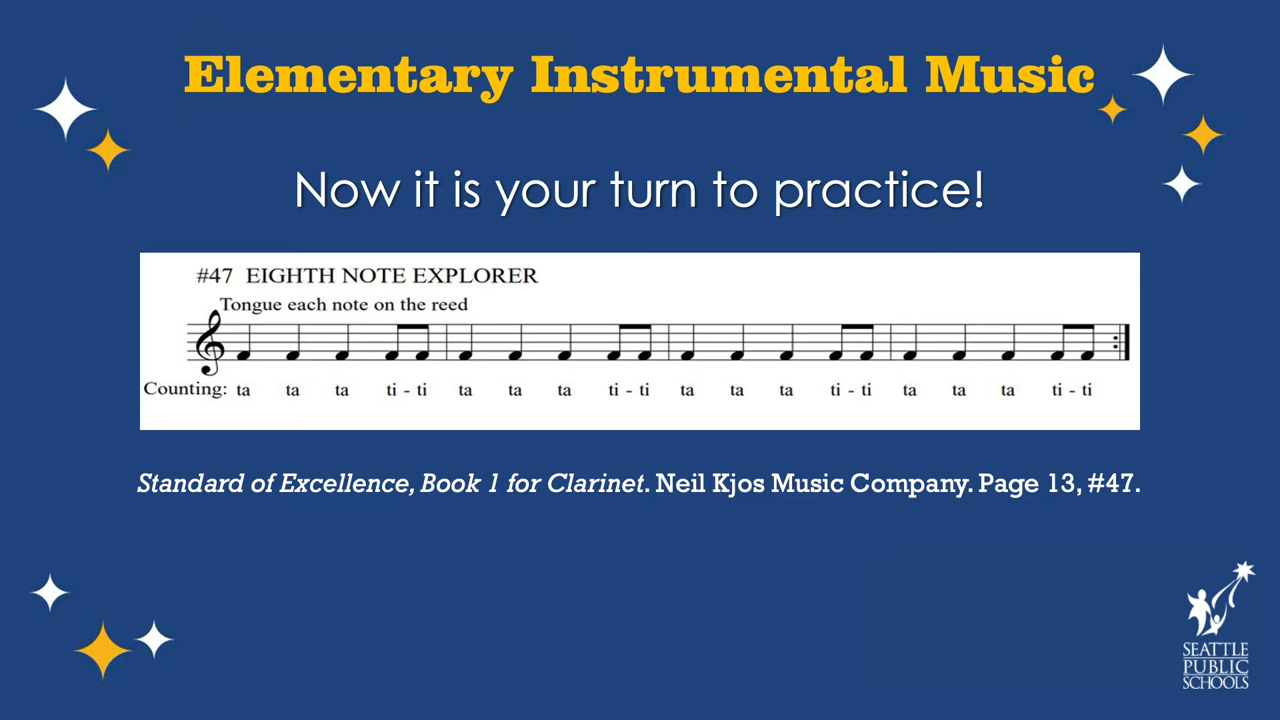 Elementary Instrumental Music
Now it is your turn to practice!
#47 EIGHTH NOTE EXPLORER
Tongue each note on the reed
Counting: ta ta ta ti - ti ta ta ta ti - ti ta ta ta ti - ti ta ta ta ti - ti
Standard of Excellence, Book 1 for Clarinet. Neil Kjos Music Company. Page 13, #47.
SEATTLE
PUBLIC
SCHOOLS